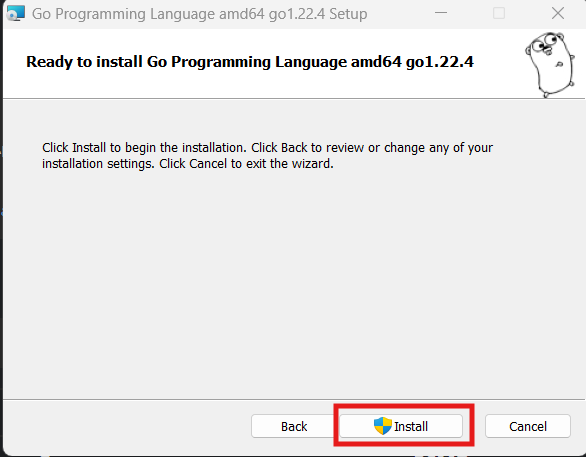 Go Programming Language amd64 go1.22.4 Setup
Ready to install Go Programming Language amd64 go1.22.4
Click Install to begin the installation. Click Back to review or change any of your
installation settings. Click Cancel to exit the wizard.
Back Install Cancel